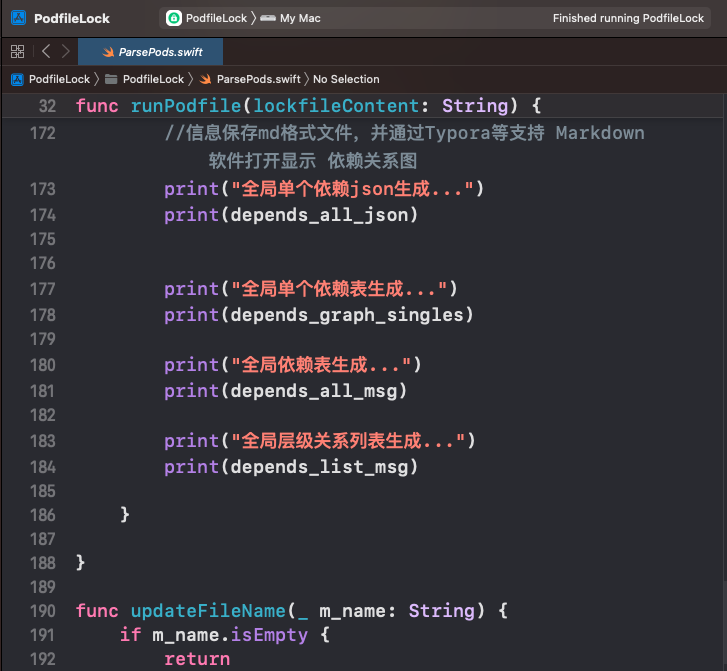 PodfileLock
PodfileLock 〉 My Mac
Finished running PodfileLock
ParsePods.swift
PodfileLock 〉 PodfileLock 〉 ParsePods.swift 〉 No Selection
32 func runPodfile(lockfileContent: String) {
172 //信息保存md格式文件，并通过Typora等支持 Markdown
软件打开显示 依赖关系图
173 print("全局单个依赖json生成...")
174 print(depends_all_json)
175
176
177 print("全局单个依赖表生成...")
178 print(depends_graph_singles)
179
180 print("全局依赖表生成...")
181 print(depends_all_msg)
182
183 print("全局层级关系列表生成...")
184 print(depends_list_msg)
185
186 }
187
188 }
189
190 func updateFileName(_ m_name: String) {
191 if m_name.isEmpty {
192 return